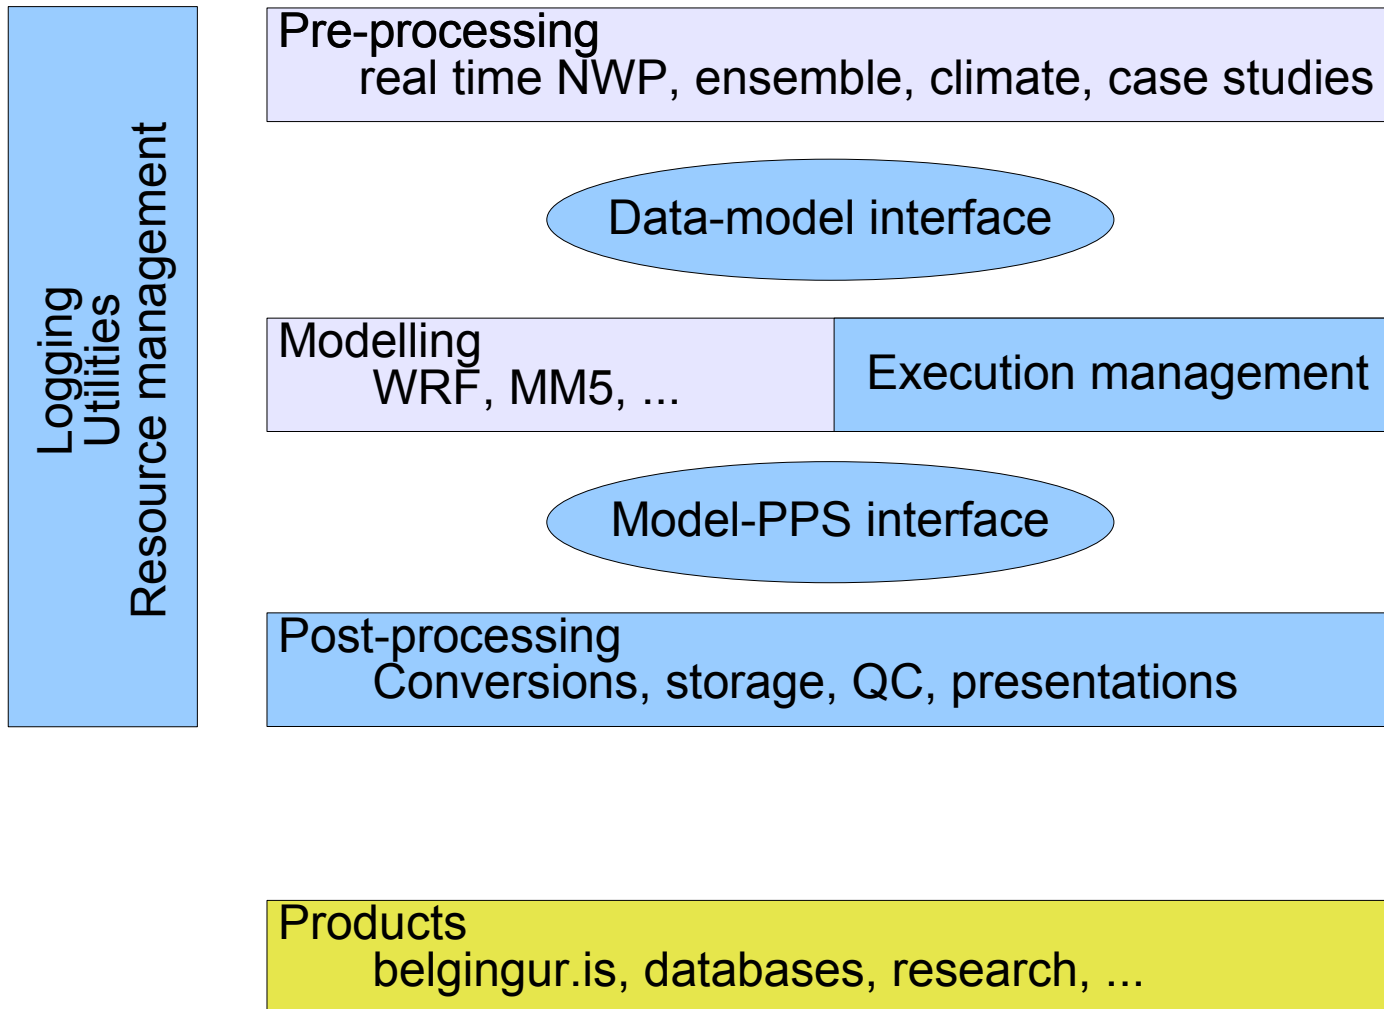 Logging
Utilities
Resource management
Pre-processing
real time NWP, ensemble, climate, case studies
Data-model interface
Modelling
WRF, MM5, ...
Execution management
Model-PPS interface
Post-processing
Conversions, storage, QC, presentations
Products
belgingur.is, databases, research, ...